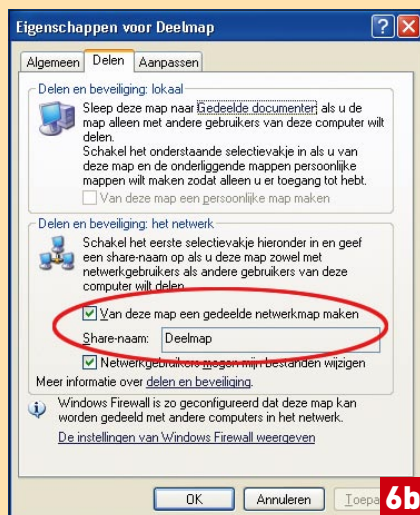 Eigenschappen voor Deelmap
Algemeen Delen Aanpassen
Delen en beveiliging: lokaal
Sleep deze map naar Gedeelde documenten als u de
map alleen met andere gebruikers van deze computer wilt
delen.
Schakel het onderstaande selectievakje in als u van
deze map en de onderliggende mappen persoonlijke
mappen wilt maken zodat alleen u er toegang tot hebt.
Van deze map een persoonlijke map maken
Delen en beveiliging: het netwerk
Schakel het eerste selectievakje hieronder in en geef
een share-naam op als u deze map zowel met
netwerkgebruikers als andere gebruikers van deze
computer wilt delen.
Van deze map een gedeelde netwerkmap maken
Share-naam: Deelmap
Netwerkgebruikers mogen mijn bestanden wijzigen
Meer informatie over delen en beveiliging.
Windows Firewall is zo geconfigureerd dat deze map kan
worden gedeeld met andere computers in het netwerk.
De instellingen van Windows Firewall weergeven
OK Annuleren Toepa
6b